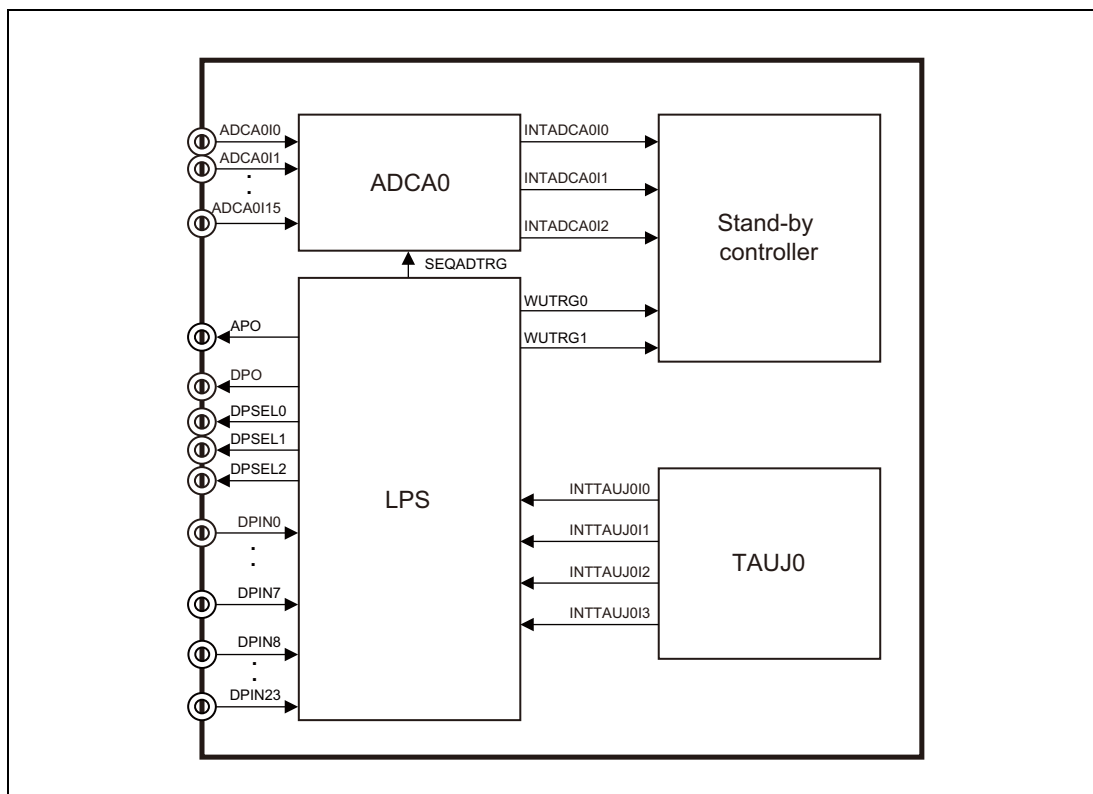 ADCA0I0
ADCA0I1
.
.
ADCA0I15
ADCA0
INTADCA0I0
INTADCA0I1
INTADCA0I2
Stand-by
controller
SEQADTRG
WUTRG0
WUTRG1
APO
DPO
DPSEL0
DPSEL1
DPSEL2
DPIN0
.
.
DPIN7
DPIN8
.
.
DPIN23
LPS
INTTAUJ0I0
INTTAUJ0I1
INTTAUJ0I2
INTTAUJ0I3
TAUJ0